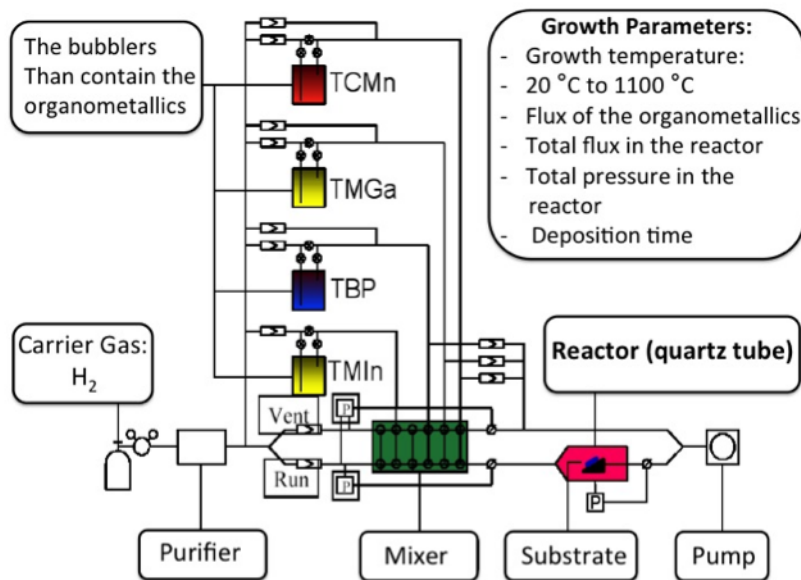 The bubblers
Than contain the
organometallics
TCMn
TMGa
TBP
TMIn
Growth Parameters:
- Growth temperature:
- 20 °C to 1100 °C
- Flux of the organometallics
- Total flux in the reactor
- Total pressure in the
reactor
- Deposition time
Carrier Gas:
H₂
Vent
Run
P
P
Reactor (quartz tube)
P
Purifier
Mixer
Substrate
Pump